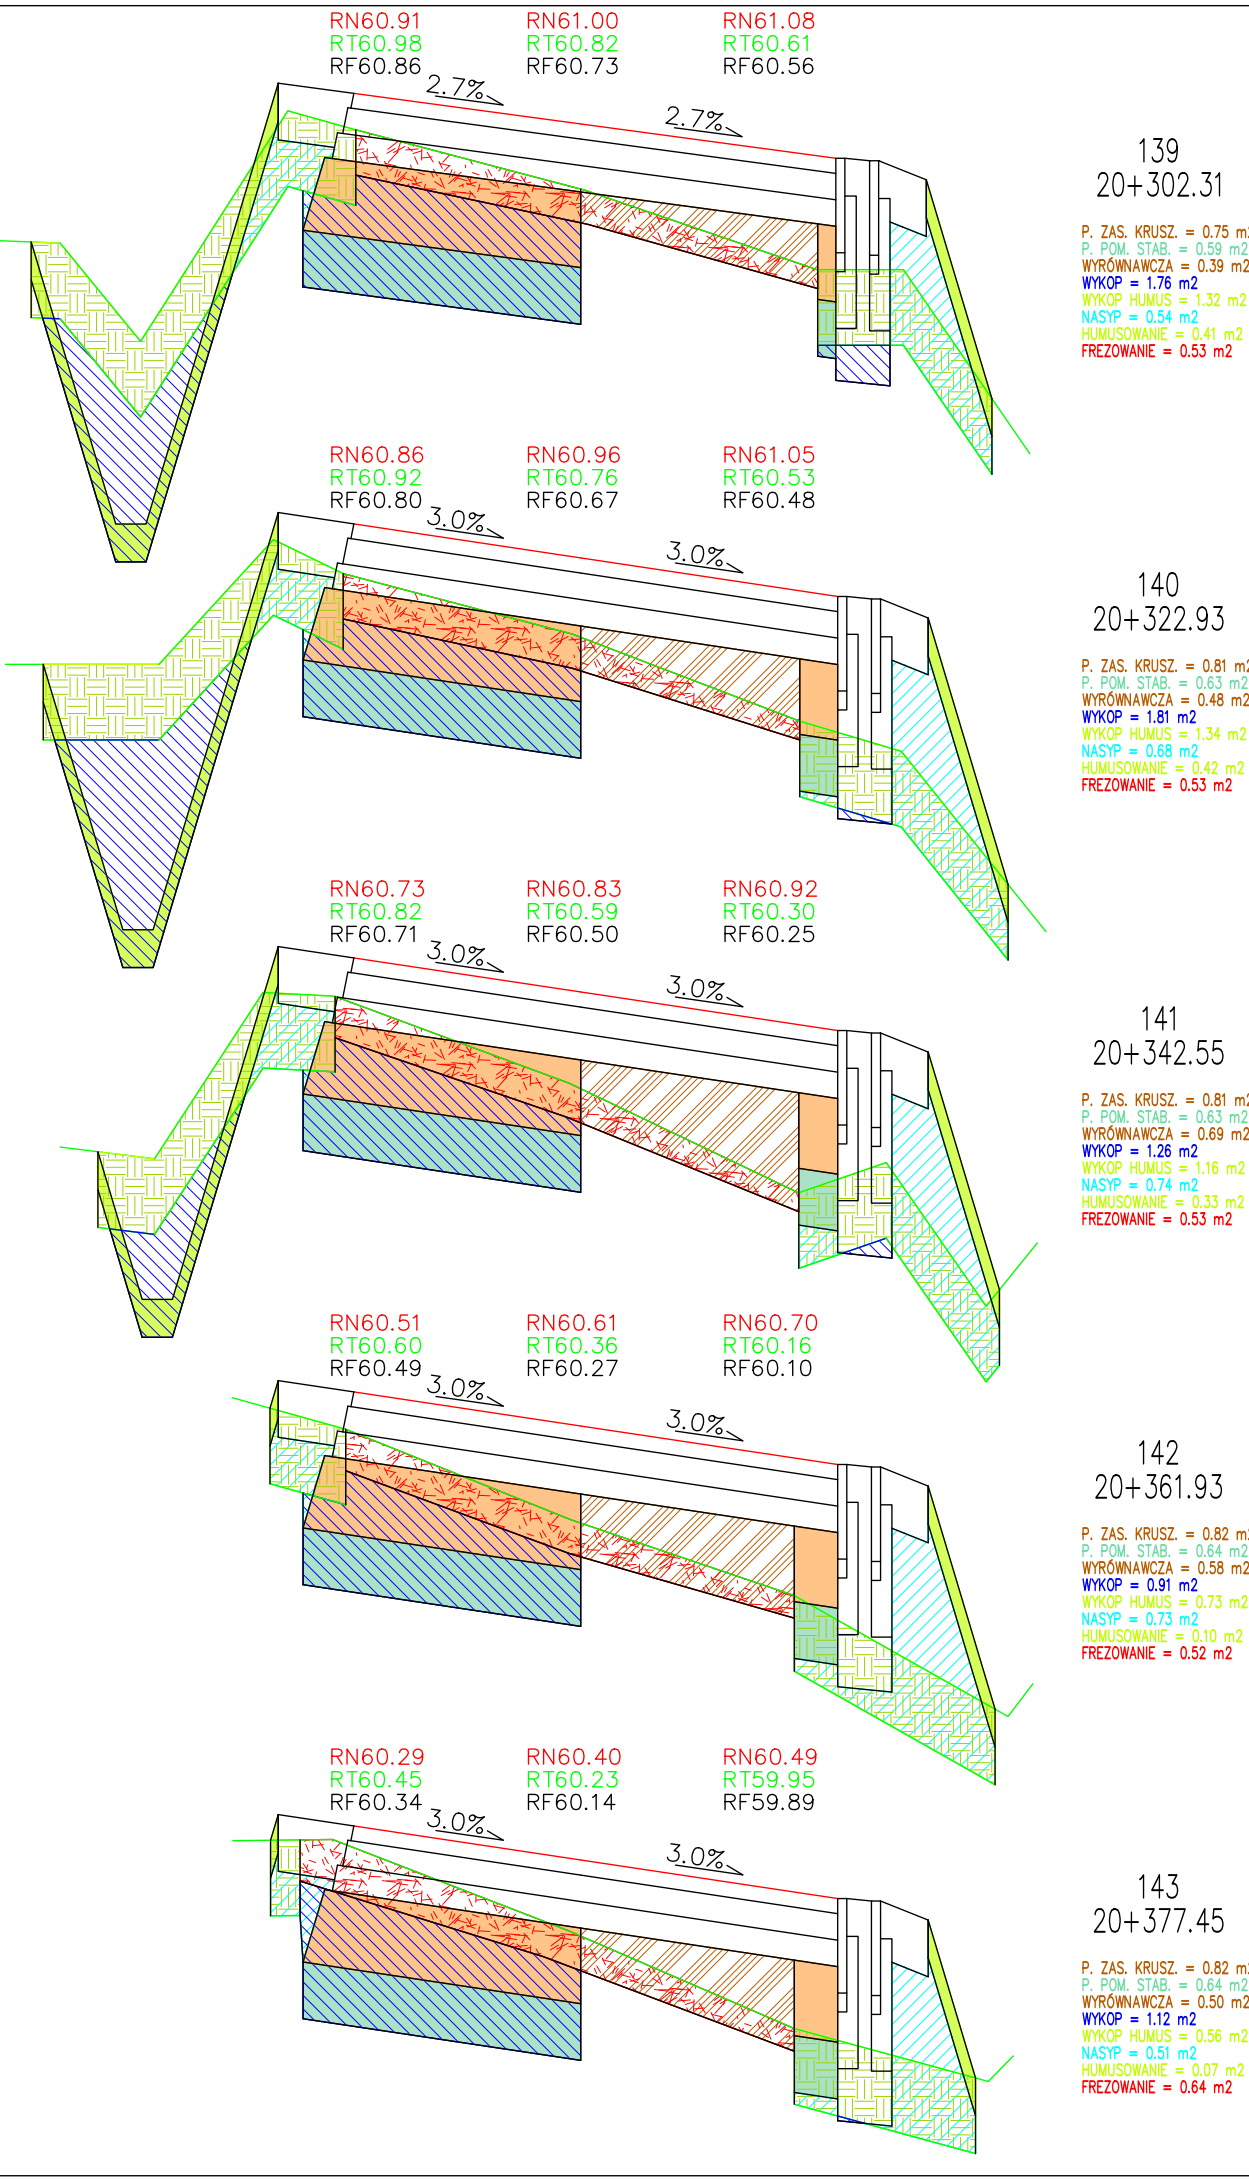 RN60.91 RN61.00 RN61.08
RT60.98 RT60.82 RT60.61
RF60.86 RF60.73 RF60.56
2.7%
2.7%
139
20+302.31
P. ZAS. KRUSZ. = 0.75 m2
P. POM. STAB. = 0.59 m2
WYRÓWNAWCZA = 0.39 m2
WYKOP = 1.76 m2
WYKOP HUMUS = 1.32 m2
NASYP = 0.54 m2
HUMUSOWANIE = 0.41 m2
FREZOWANIE = 0.53 m2
RN60.86 RN60.96 RN61.05
RT60.92 RT60.76 RT60.53
RF60.80 RF60.67 RF60.48
3.0%
3.0%
140
20+322.93
P. ZAS. KRUSZ. = 0.81 m2
P. POM. STAB. = 0.63 m2
WYRÓWNAWCZA = 0.48 m2
WYKOP = 1.81 m2
WYKOP HUMUS = 1.34 m2
NASYP = 0.68 m2
HUMUSOWANIE = 0.42 m2
FREZOWANIE = 0.53 m2
RN60.73 RN60.83 RN60.92
RT60.82 RT60.59 RT60.30
RF60.71 RF60.50 RF60.25
3.0%
3.0%
141
20+342.55
P. ZAS. KRUSZ. = 0.81 m2
P. POM. STAB. = 0.63 m2
WYRÓWNAWCZA = 0.69 m2
WYKOP = 1.26 m2
WYKOP HUMUS = 1.16 m2
NASYP = 0.74 m2
HUMUSOWANIE = 0.33 m2
FREZOWANIE = 0.53 m2
RN60.51 RN60.61 RN60.70
RT60.60 RT60.36 RT60.16
RF60.49 RF60.27 RF60.10
3.0%
3.0%
142
20+361.93
P. ZAS. KRUSZ. = 0.82 m2
P. POM. STAB. = 0.64 m2
WYRÓWNAWCZA = 0.58 m2
WYKOP = 0.91 m2
WYKOP HUMUS = 0.73 m2
NASYP = 0.73 m2
HUMUSOWANIE = 0.10 m2
FREZOWANIE = 0.52 m2
RN60.29 RN60.40 RN60.49
RT60.45 RT60.23 RT59.95
RF60.34 RF60.14 RF59.89
3.0%
3.0%
143
20+377.45
P. ZAS. KRUSZ. = 0.82 m2
P. POM. STAB. = 0.64 m2
WYRÓWNAWCZA = 0.50 m2
WYKOP = 1.12 m2
WYKOP HUMUS = 0.56 m2
NASYP = 0.51 m2
HUMUSOWANIE = 0.07 m2
FREZOWANIE = 0.64 m2